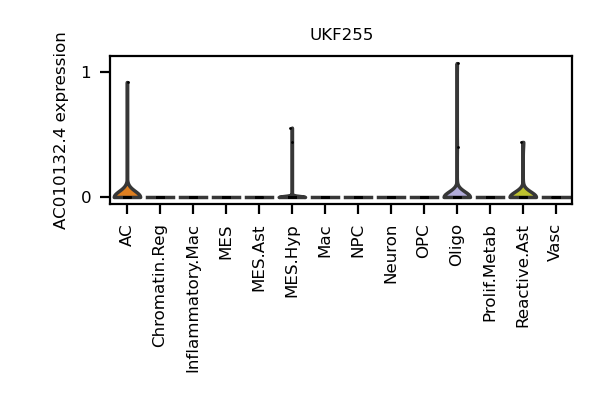 UKF255
AC010132.4 expression
1
0
AC
Chromatin.Reg
Inflammatory.Mac
MES
MES.Ast
MES.Hyp
Mac
NPC
Neuron
OPC
Oligo
Prolif.Metab
Reactive.Ast
Vasc